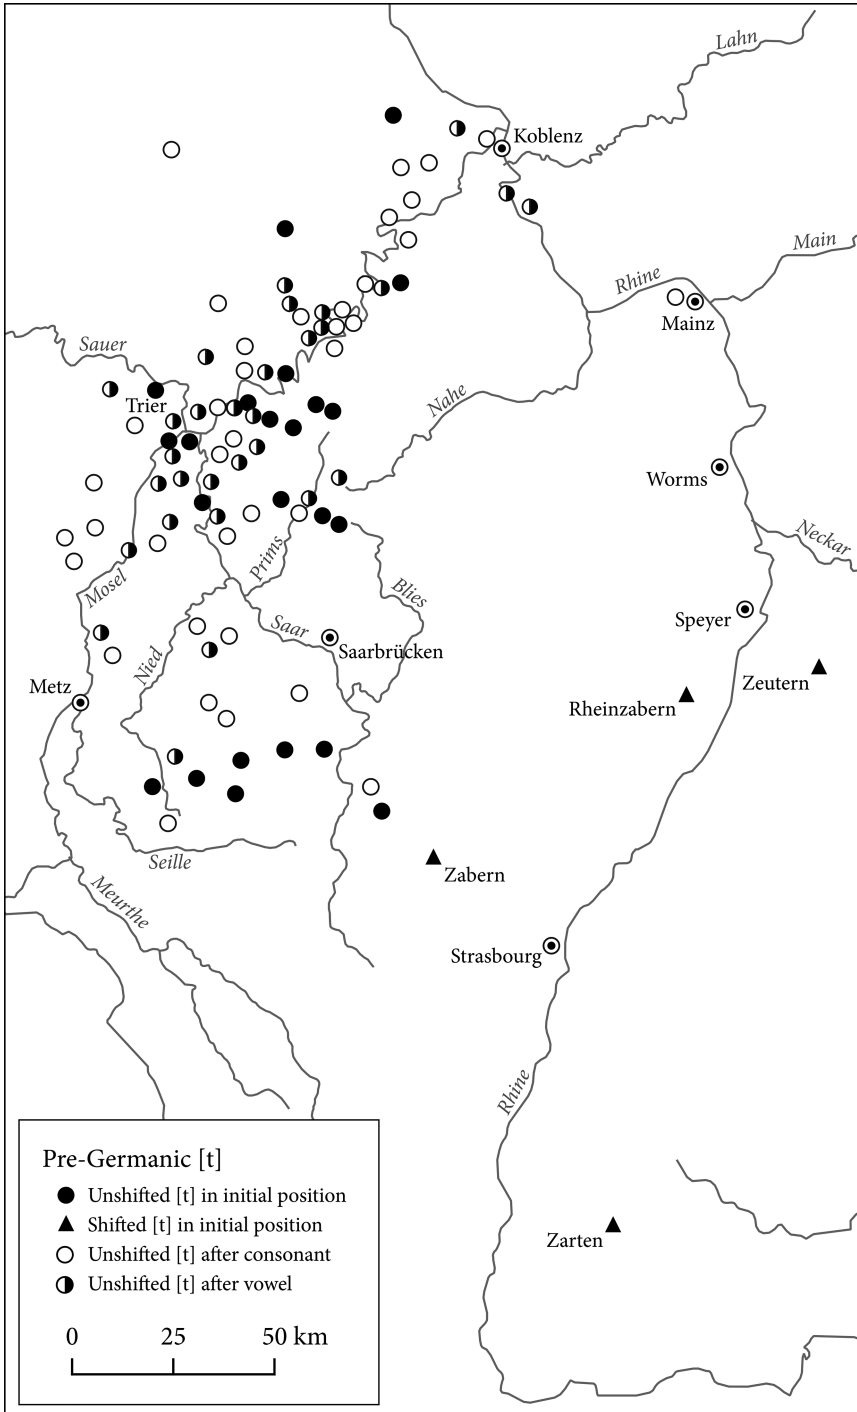 Lahn
Koblenz
Main
Rhine
Mainz
Sauer
Trier
Nahe
Worms
Neckar
Prims
Mosel
Blies
Speyer
Saar
Saarbrücken
Nied
Metz
Zeutern
Rheinzabern
Seille
Zabern
Meurthe
Strasbourg
Rhine
Zarten
Pre-Germanic [t]
Unshifted [t] in initial position
Shifted [t] in initial position
Unshifted [t] after consonant
Unshifted [t] after vowel
0 25 50 km